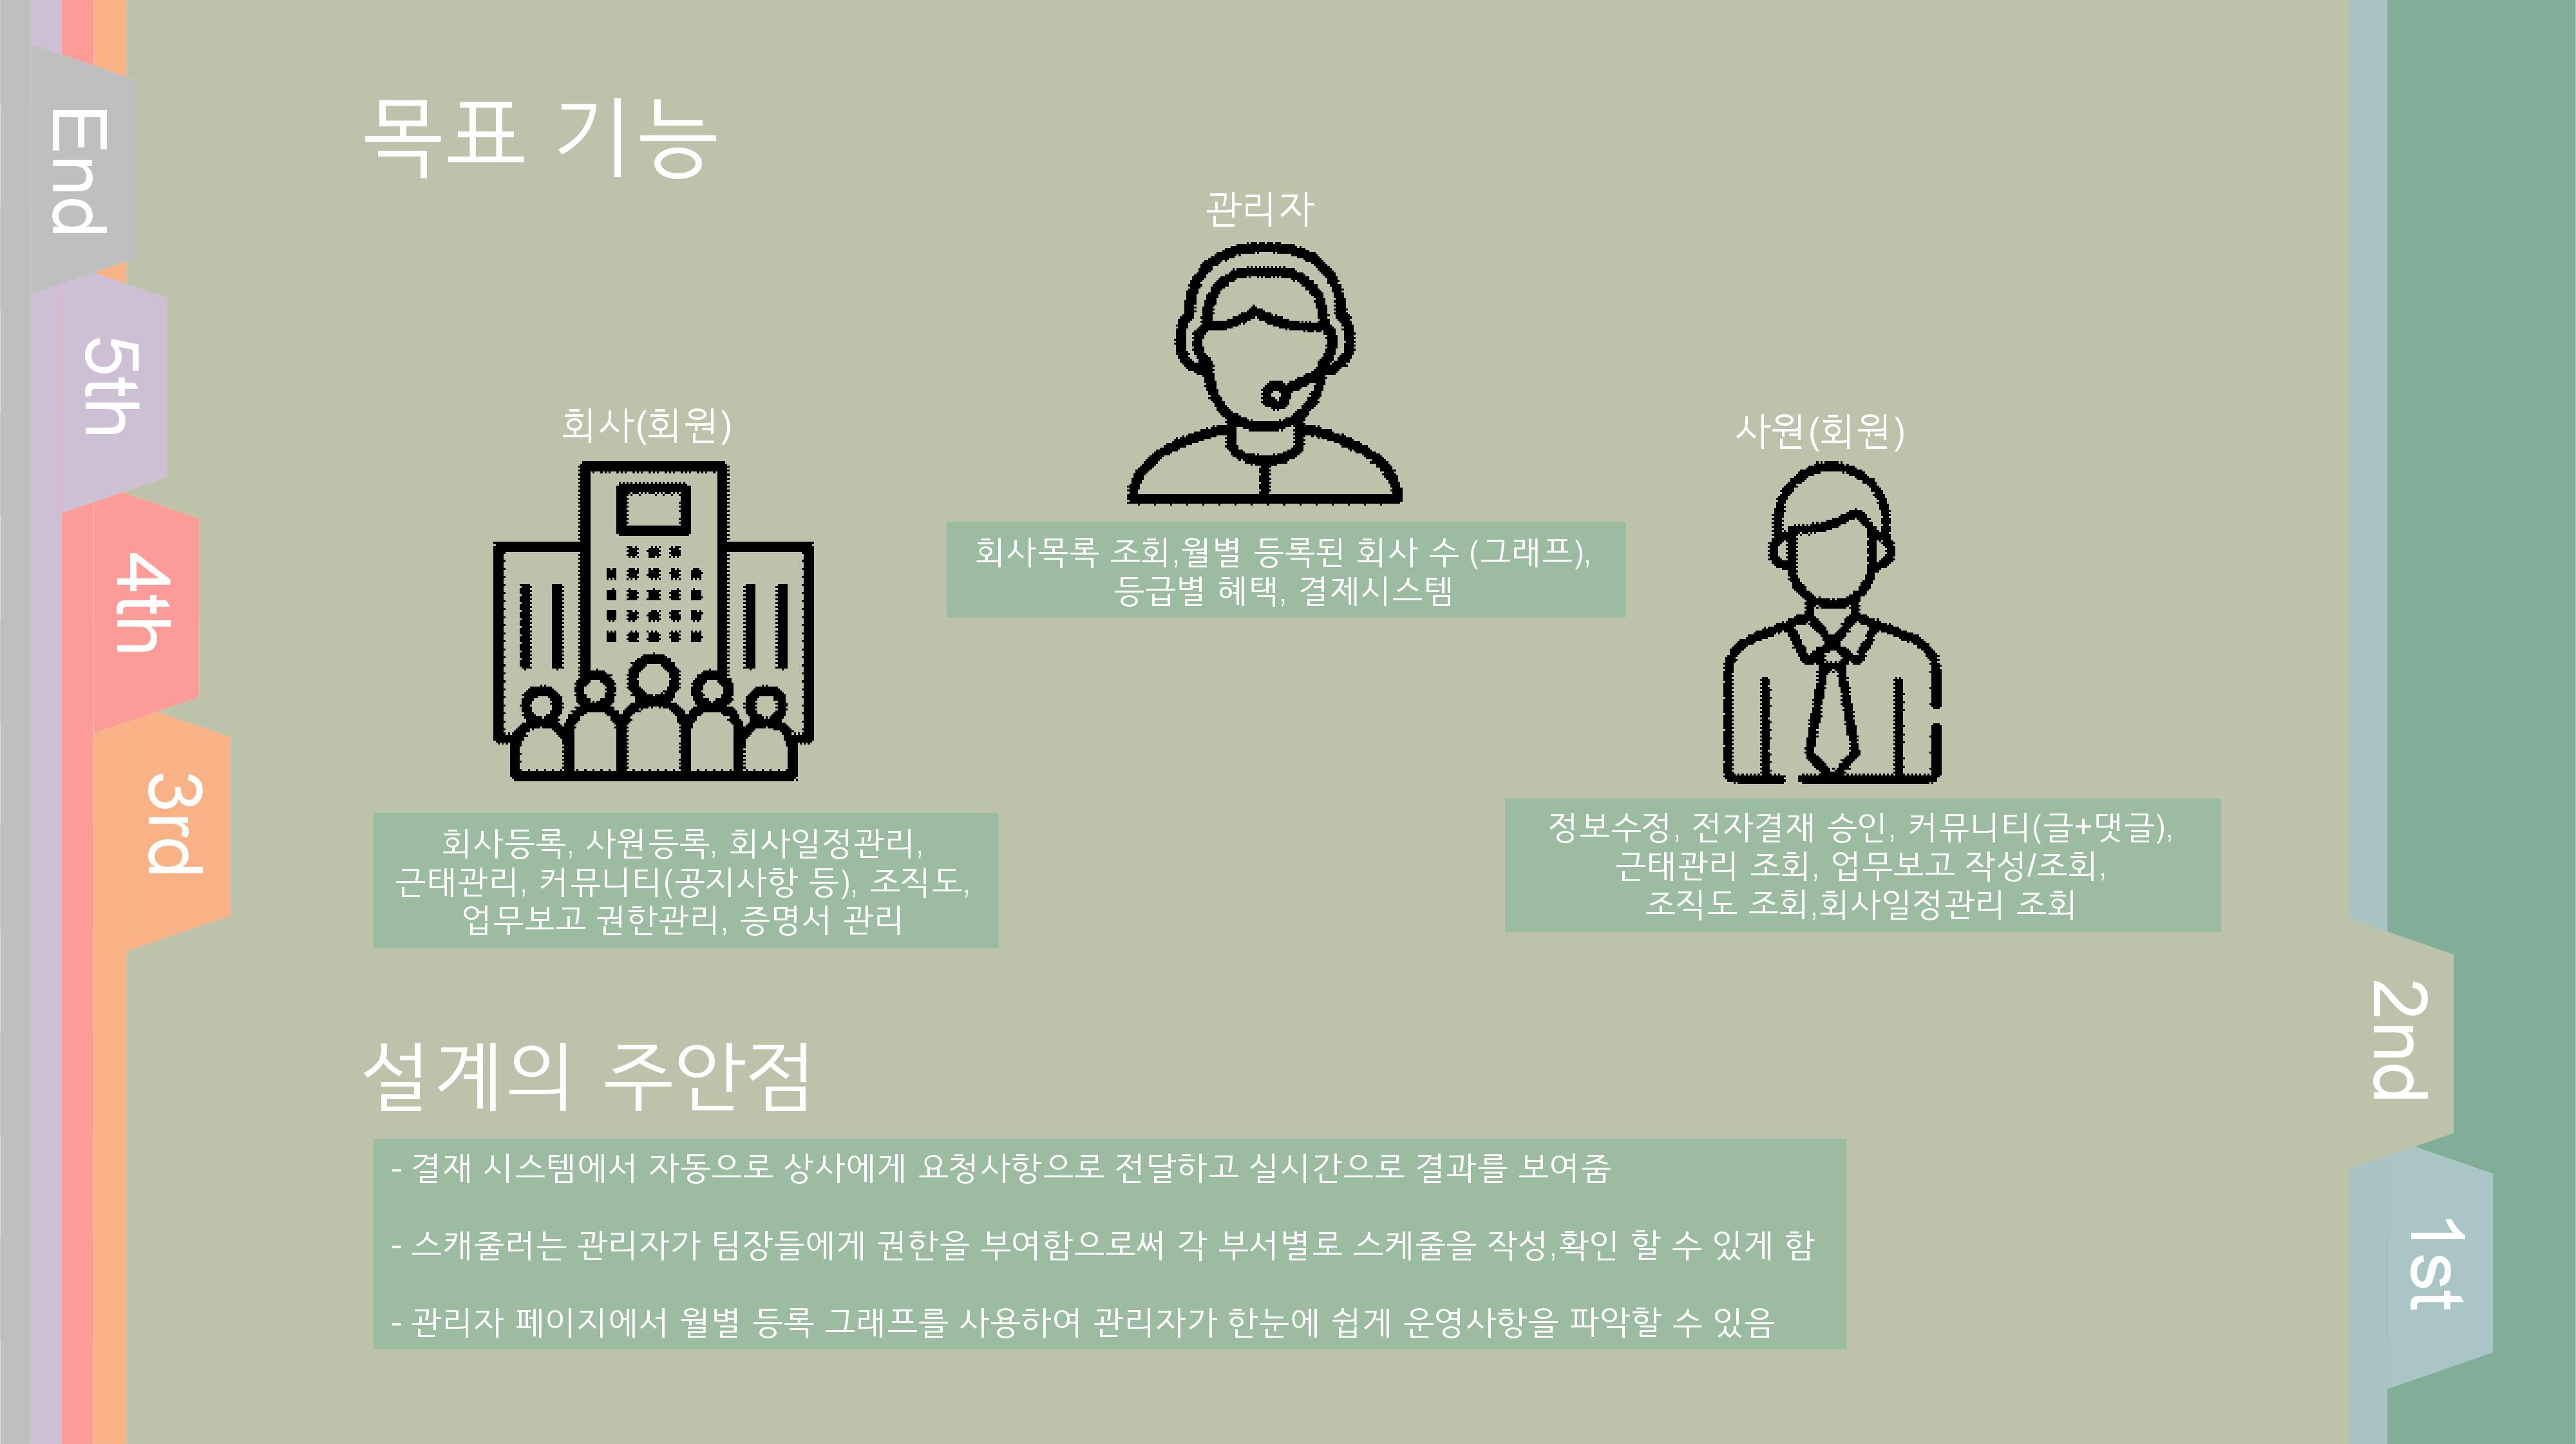 목표 기능
관리자
회사목록 조회,월별 등록된 회사 수 (그래프),
등급별 혜택, 결제시스템
회사(회원)
회사등록, 사원등록, 회사일정관리,
근태관리, 커뮤니티(공지사항 등), 조직도,
업무보고 권한관리, 증명서 관리
사원(회원)
정보수정, 전자결재 승인, 커뮤니티(글+댓글),
근태관리 조회, 업무보고 작성/조회,
조직도 조회,회사일정관리 조회
설계의 주안점
- 결재 시스템에서 자동으로 상사에게 요청사항으로 전달하고 실시간으로 결과를 보여줌
- 스캐줄러는 관리자가 팀장들에게 권한을 부여함으로써 각 부서별로 스케줄을 작성,확인 할 수 있게 함
- 관리자 페이지에서 월별 등록 그래프를 사용하여 관리자가 한눈에 쉽게 운영사항을 파악할 수 있음
End
5th
4th
3rd
2nd
1st